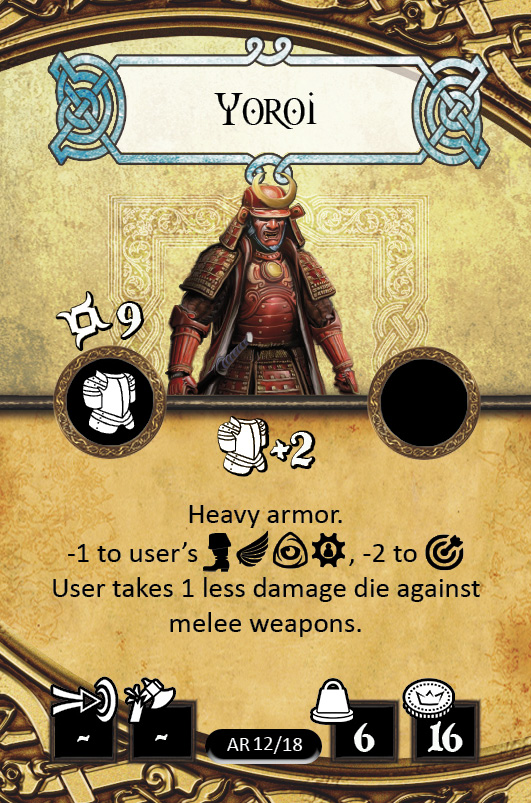 Yoroi
9
+2
Heavy armor.
-1 to user's , -2 to
User takes 1 less damage die against
melee weapons.
~ ~ AR 12/18 6 16